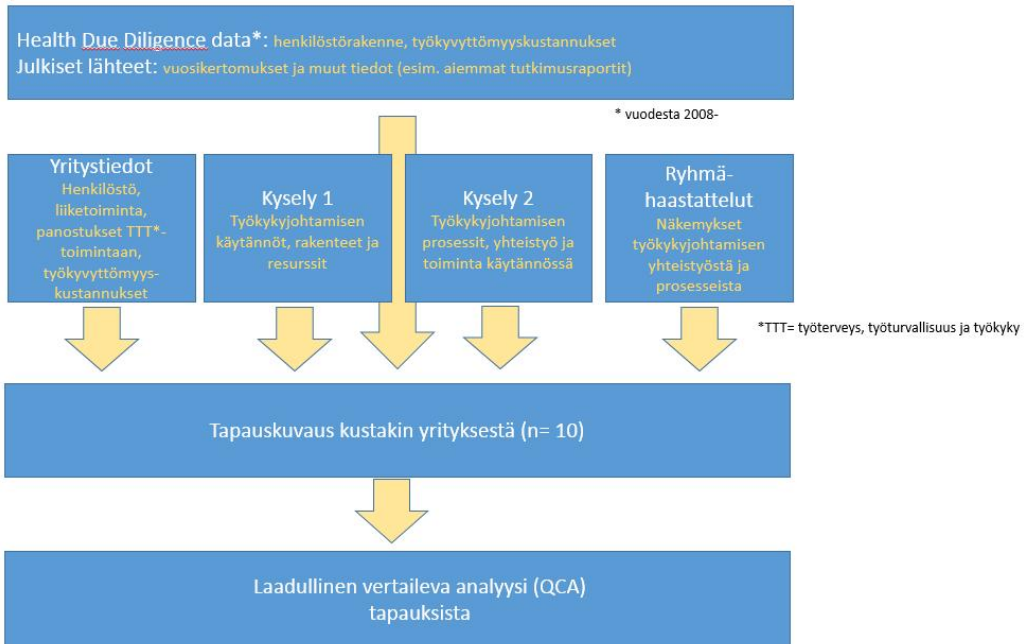 Health Due Diligence data*: henkilöstörakenne, työkyvyttömyyskustannukset
Julkiset lähteet: vuosikertomukset ja muut tiedot (esim. aiemmat tutkimusraportit)
* vuodesta 2008-
Yritystiedot
Henkilöstö,
liiketoiminta,
panostukset TTT*-
toimintaan,
työkyvyttömyys-
kustannukset
Kysely 1
Työkykyjohtamisen
käytännöt, rakenteet ja
resurssit
Kysely 2
Työkykyjohtamisen
prosessit, yhteistyö ja
toiminta käytännössä
Ryhmä-
haastattelut
Näkemykset
työkykyjohtamisen
yhteistyöstä ja
prosesseista
*TTT= työterveys, työturvallisuus ja työkyky
Tapauskuvaus kustakin yrityksestä (n= 10)
Laadullinen vertaileva analyysi (QCA)
tapauksista